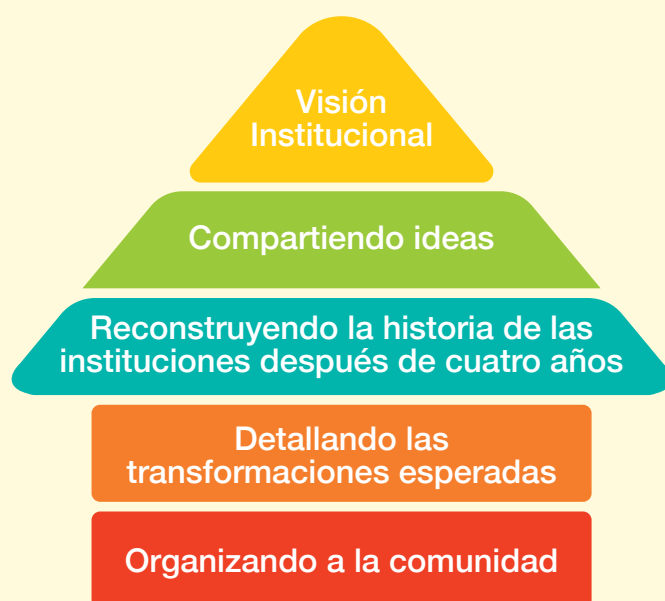 Visión
Institucional
Compartiendo ideas
Reconstruyendo la historia de las
instituciones después de cuatro años
Detallando las
transformaciones esperadas
Organizando a la comunidad